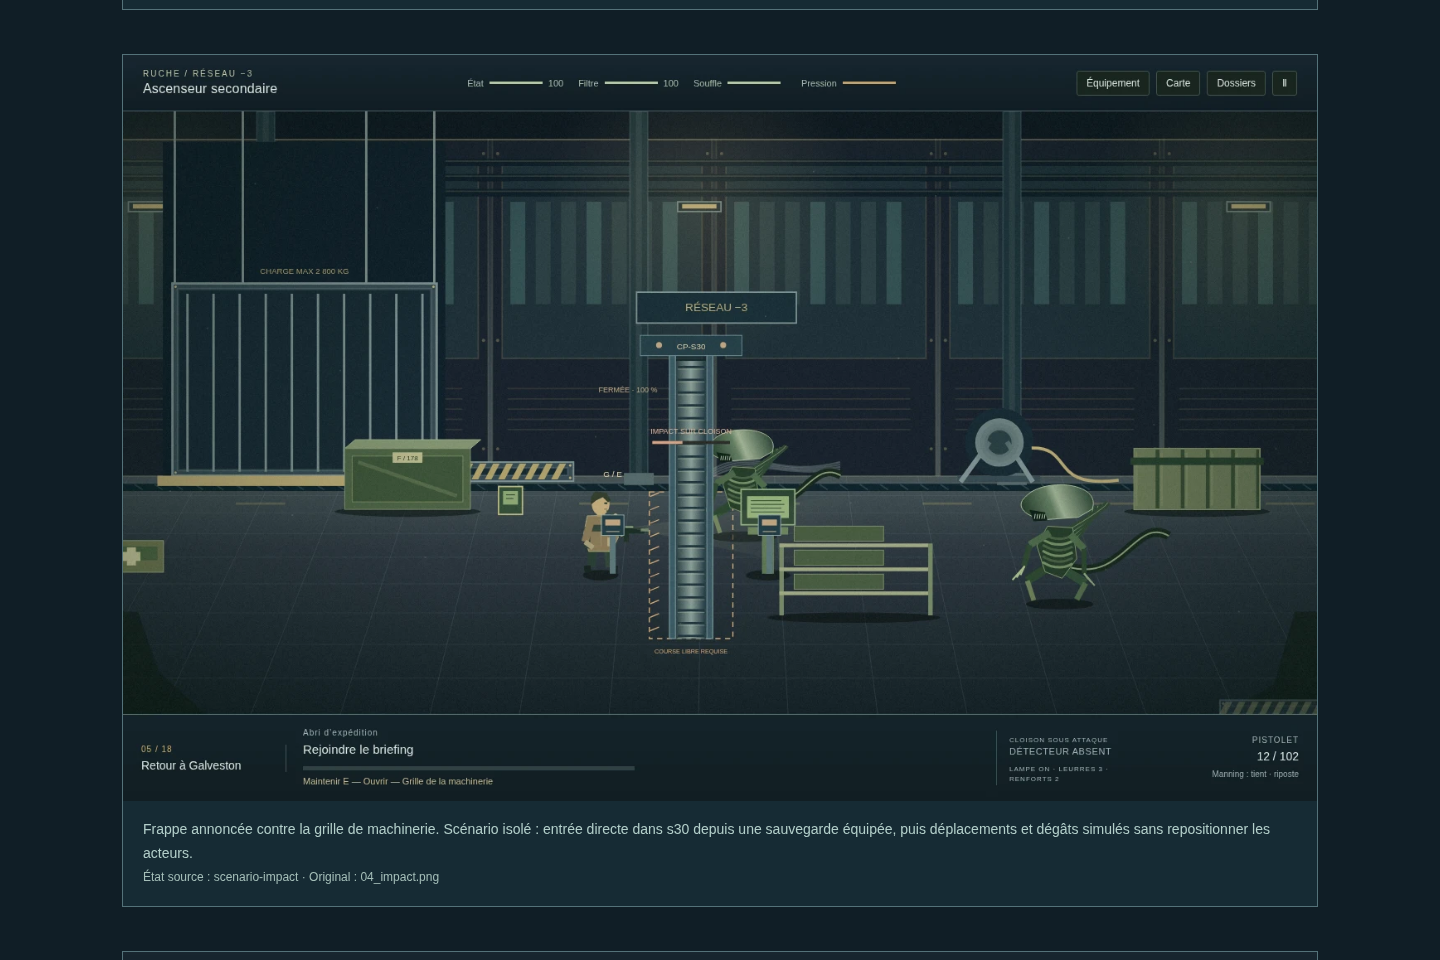 RUCHE / RÉSEAU −3
Ascenseur secondaire
État 100 Filtre 100 Souffle Pression
Équipement Carte Dossiers II
CHARGE MAX 2 800 KG
RÉSEAU −3
CP-S30
FERMÉE · 100 %
IMPACT SUR CLOISON
F / 178
G / E
COURSE LIBRE REQUISE
05 / 18
Retour à Galveston
Abri d'expédition
Rejoindre le briefing
Maintenir E — Ouvrir — Grille de la machinerie
CLOISON SOUS ATTAQUE
DÉTECTEUR ABSENT
LAMPE ON · LEURRES 3 ·
RENFORTS 2
PISTOLET
12 / 102
Manning : tient · riposte
Frappe annoncée contre la grille de machinerie. Scénario isolé : entrée directe dans s30 depuis une sauvegarde équipée, puis déplacements et dégâts simulés sans repositionner les
acteurs.
État source : scenario-impact · Original : 04_impact.png